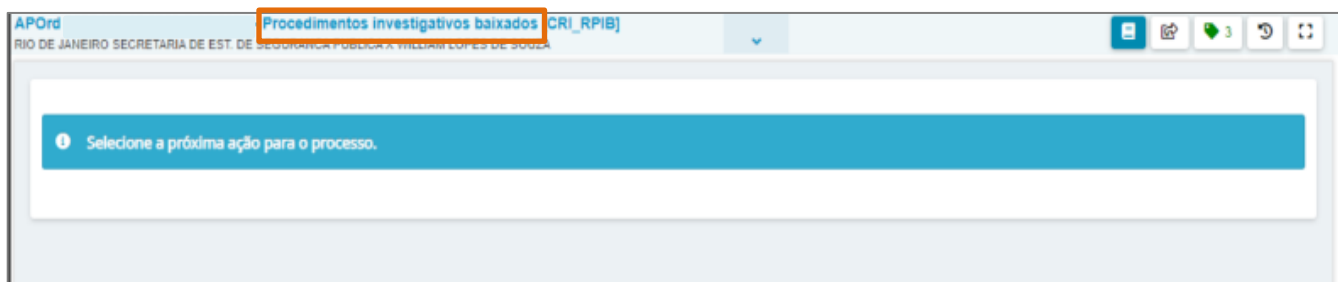 APOrd Procedimentos investigativos baixados [CRI_RPIB]
RIO DE JANEIRO SECRETARIA DE EST. DE SEGURANCA PUBLICA X WILLIAM LOPES DE SOUZA
3
Selecione a próxima ação para o processo.